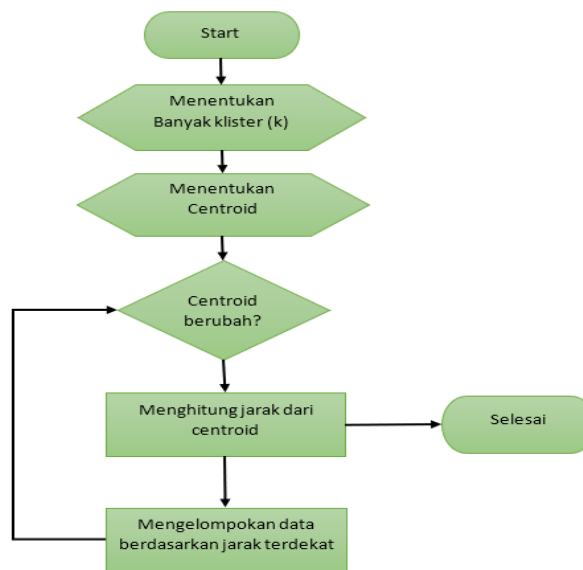 Start
Menentukan
Banyak klister (k)
Menentukan
Centroid
Centroid
berubah?
Menghitung jarak dari
centroid
Selesai
Mengelompokan data
berdasarkan jarak terdekat